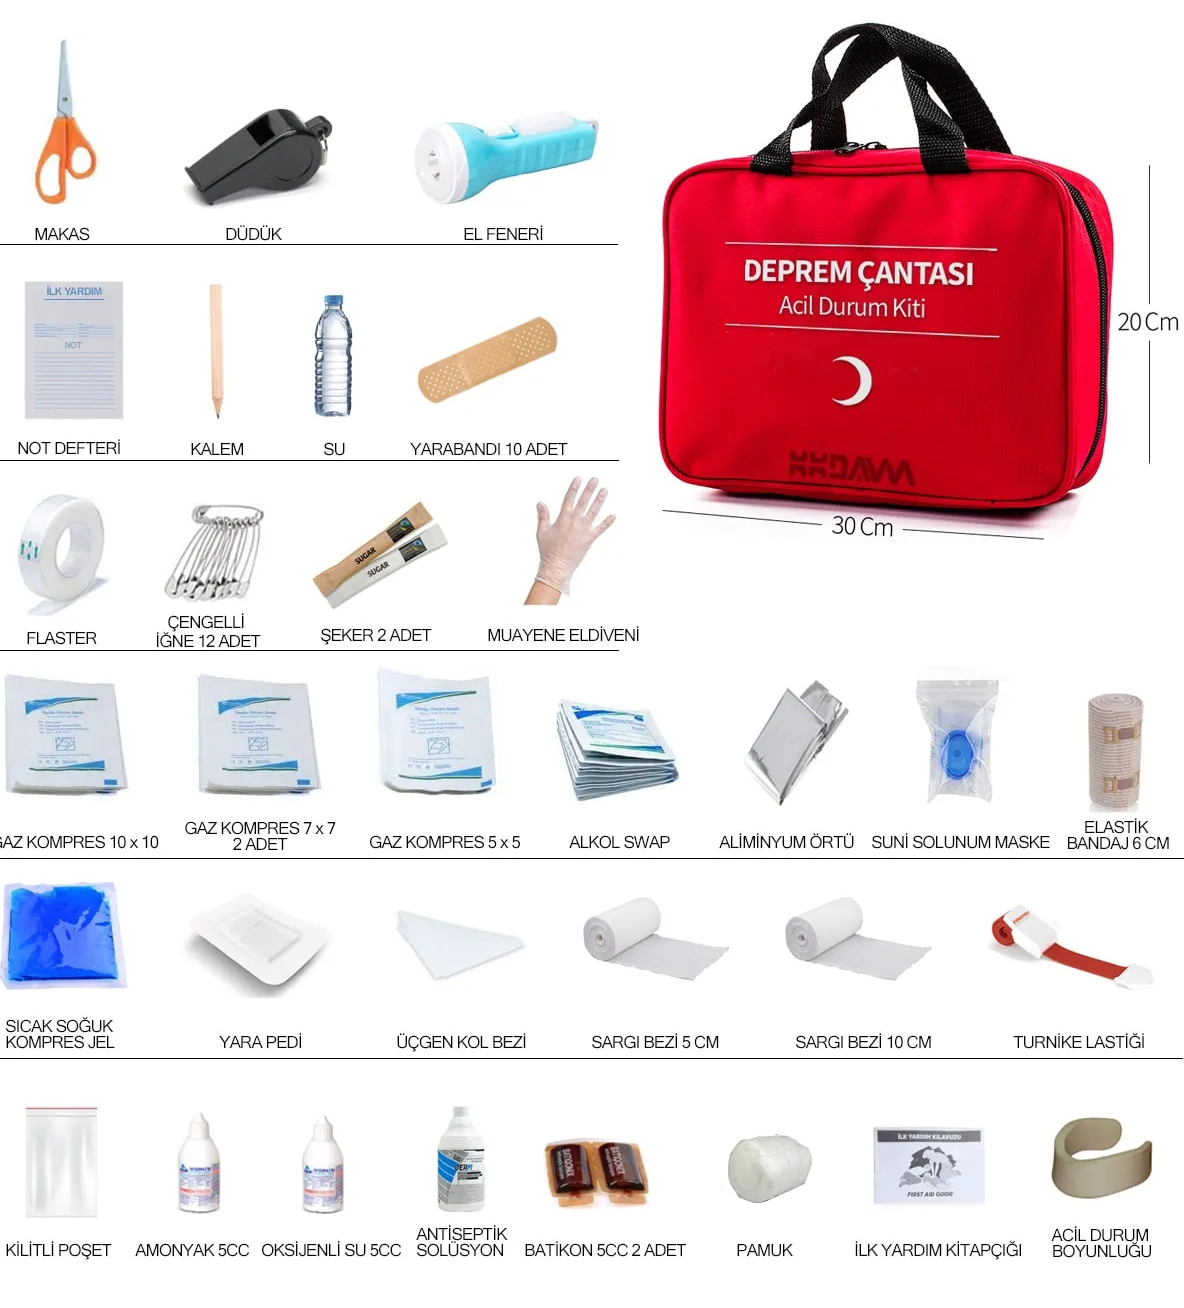 MAKAS
DÜDÜK
EL FENERİ
DEPREM ÇANTASI
Acil Durum Kiti
20 Cm
30 Cm
İLK YARDIM
NOT
NOT DEFTERİ
KALEM
SU
YARABANDI 10 ADET
SUGAR
SUGAR
FLASTER
ÇENGELLİ
İĞNE 12 ADET
ŞEKER 2 ADET
MUAYENE ELDİVENİ
GAZ KOMPRES 10 x 10
GAZ KOMPRES 7 x 7
2 ADET
GAZ KOMPRES 5 x 5
ALKOL SWAP
ALİMİNYUM ÖRTÜ
SUNİ SOLUNUM MASKE
ELASTİK
BANDAJ 6 CM
SICAK SOĞUK
KOMPRES JEL
YARA PEDİ
ÜÇGEN KOL BEZİ
SARGI BEZİ 5 CM
SARGI BEZİ 10 CM
TURNİKE LASTİĞİ
DERM
BATIQONIX
BATIQONIX
İLK YARDIM KILAVUZU
FIRST AID GUIDE
KİLİTLİ POŞET
AMONYAK 5CC
OKSİJENLİ SU 5CC
ANTİSEPTİK
SOLÜSYON
BATİKON 5CC 2 ADET
PAMUK
İLK YARDIM KİTAPÇIĞI
ACİL DURUM
BOYUNLUĞU